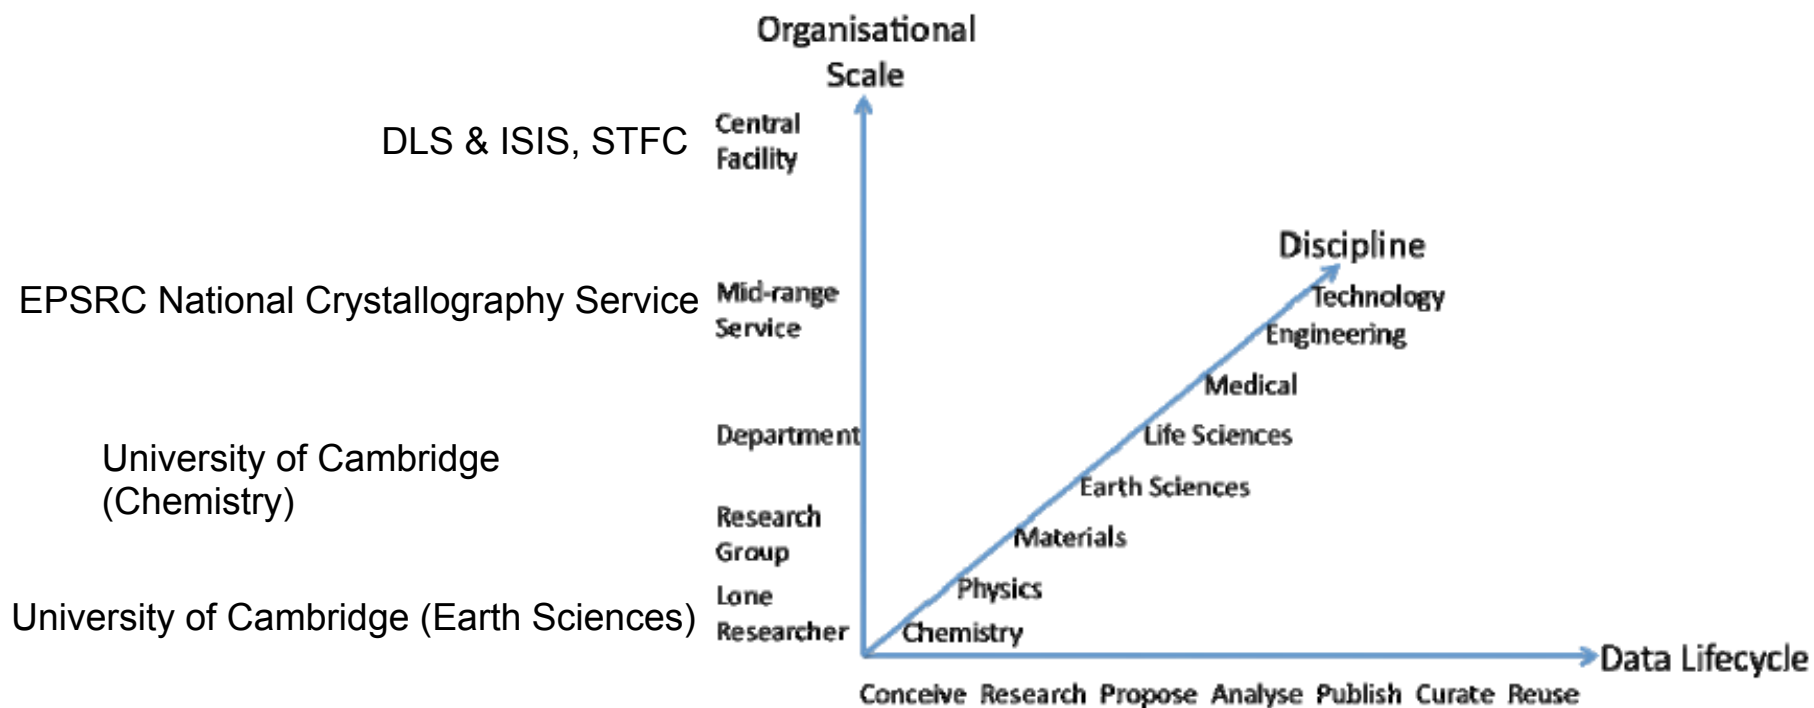 Organisational
Scale
DLS & ISIS, STFC
Central
Facility
Discipline
Technology
EPSRC National Crystallography Service
Mid-range
Service
Engineering
Medical
Department
Life Sciences
University of Cambridge
(Chemistry)
Earth Sciences
Research
Group
Materials
Physics
University of Cambridge (Earth Sciences)
Lone
Researcher
Chemistry
Data Lifecycle
Conceive Research Propose Analyse Publish Curate Reuse